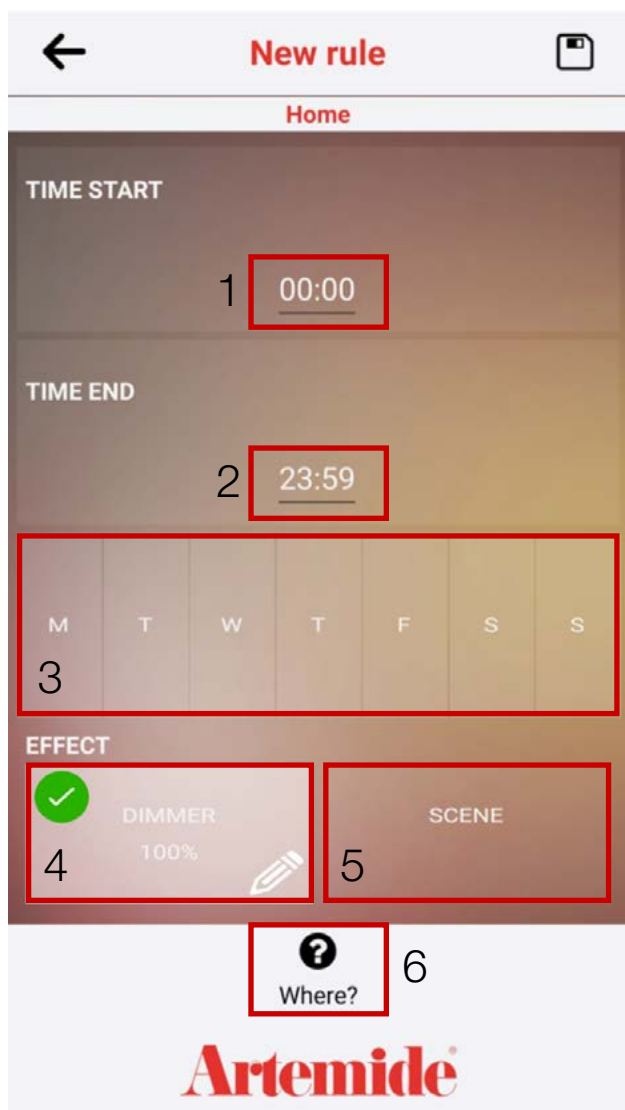 New rule
Home
TIME START
1 00:00
TIME END
2 23:59
M T W T F S S
3
EFFECT
DIMMER SCENE
4 100% 5
6
Where?
Artemide